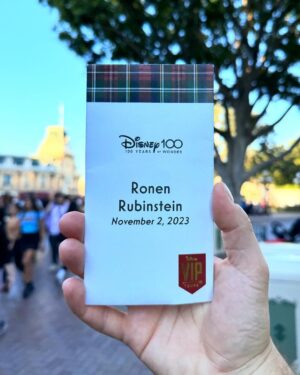 Disney 100
100 YEARS of WONDER
Ronen
Rubinstein
November 2, 2023
VIP